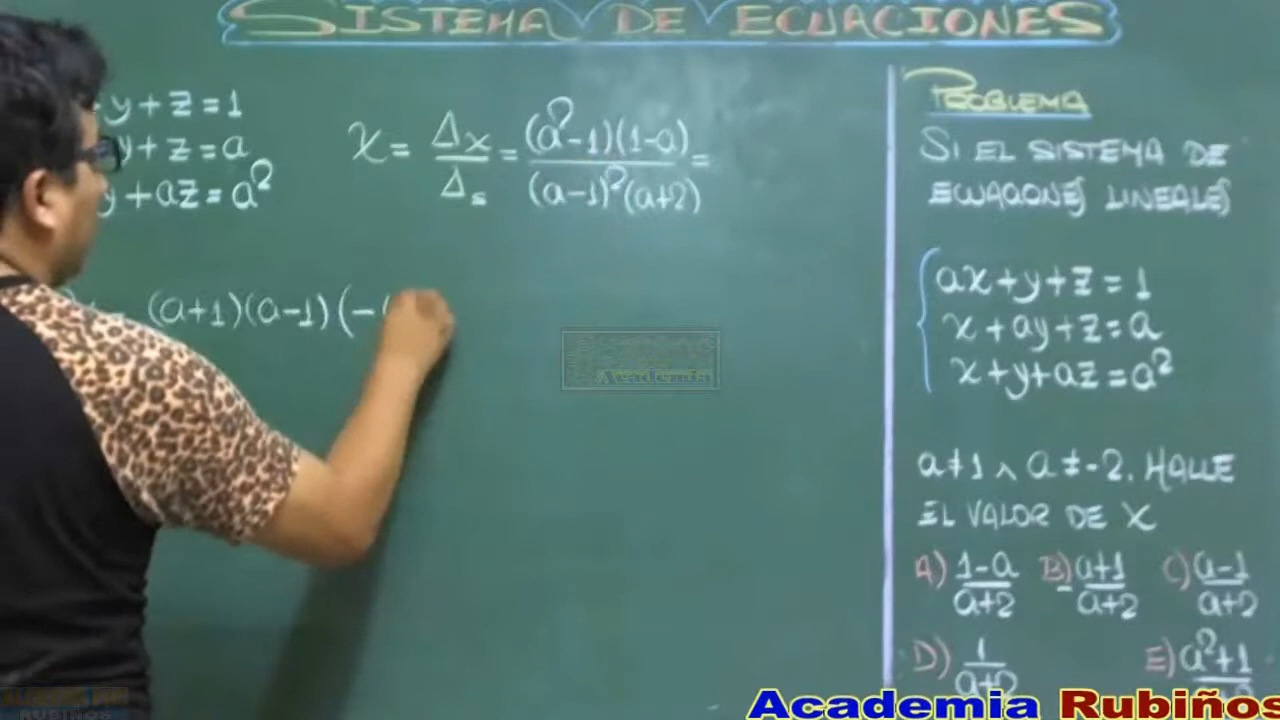 SISTEMA DE ECUACIONES
y + z = 1
y + z = a
y + az = a²
x = Δx/Δs = (a²-1)(1-a)/(a-1)²(a+2) =
(a+1)(a-1)(-(
PROBLEMA
SI EL SISTEMA DE
ECUACIONES LINEALES
ax+y+z=1
x+ay+z=a
x+y+az=a²
a≠1 ∧ a≠-2. HALLE
EL VALOR DE X
A) 1-a/a+2 B) -a+1/a+2 C) a-1/a+2
D) 1/a+2 E) a²+1
Academia
RUBIÑOS
Academia Rubiños